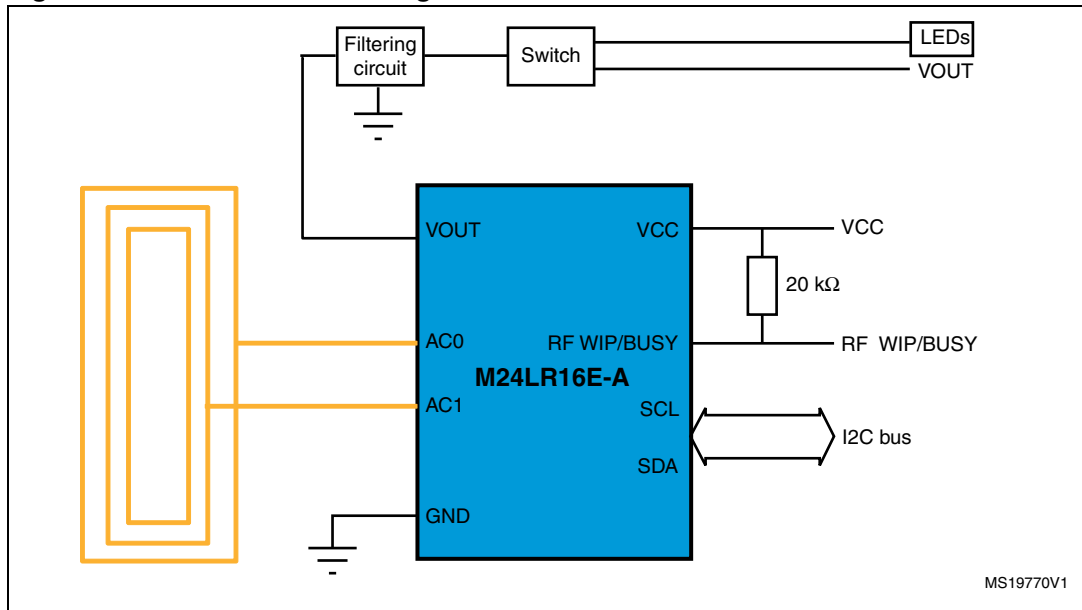 Filtering
circuit
Switch
LEDs
VOUT
VOUT
VCC
VCC
20 kΩ
AC0
RF WIP/BUSY
RF WIP/BUSY
M24LR16E-A
AC1
SCL
I2C bus
SDA
GND
MS19770V1